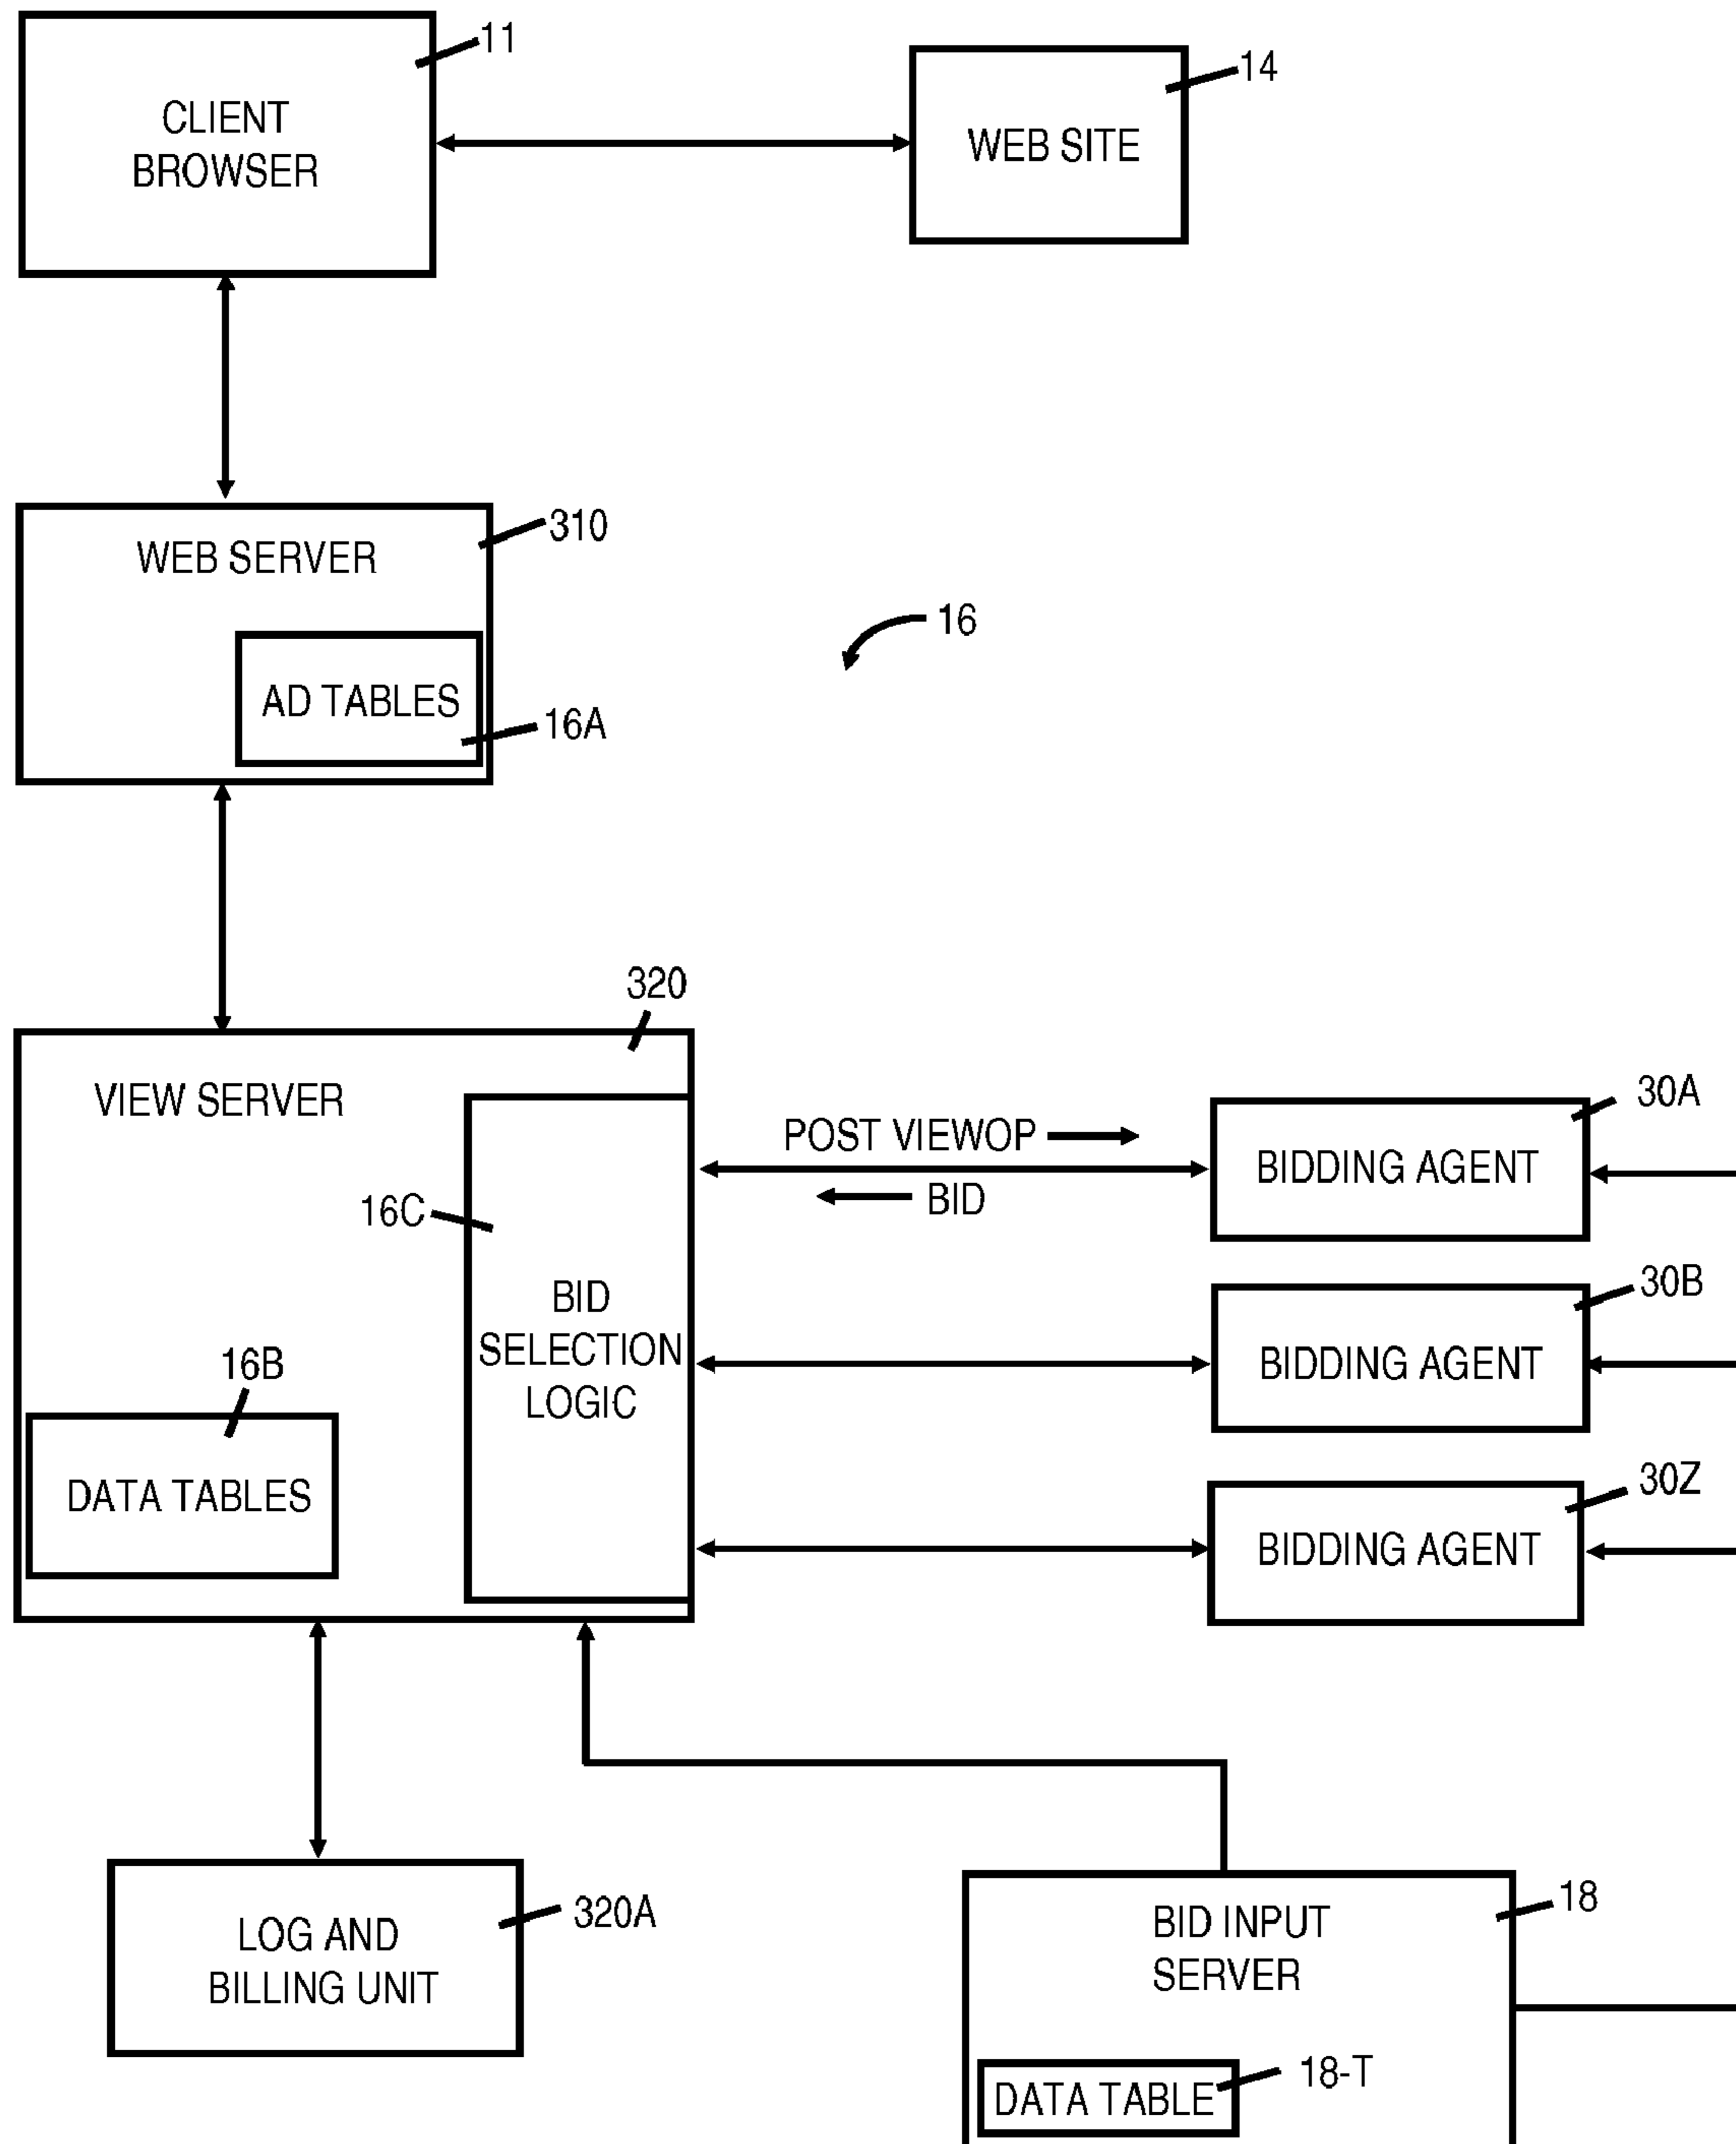 11
CLIENT
BROWSER
14
WEB SITE
310
WEB SERVER
AD TABLES
16A
16
320
VIEW SERVER
POST VIEWOP
BID
30A
BIDDING AGENT
16C
BID
SELECTION
LOGIC
30B
BIDDING AGENT
16B
DATA TABLES
30Z
BIDDING AGENT
LOG AND
BILLING UNIT
320A
18
BID INPUT
SERVER
18-T
DATA TABLE